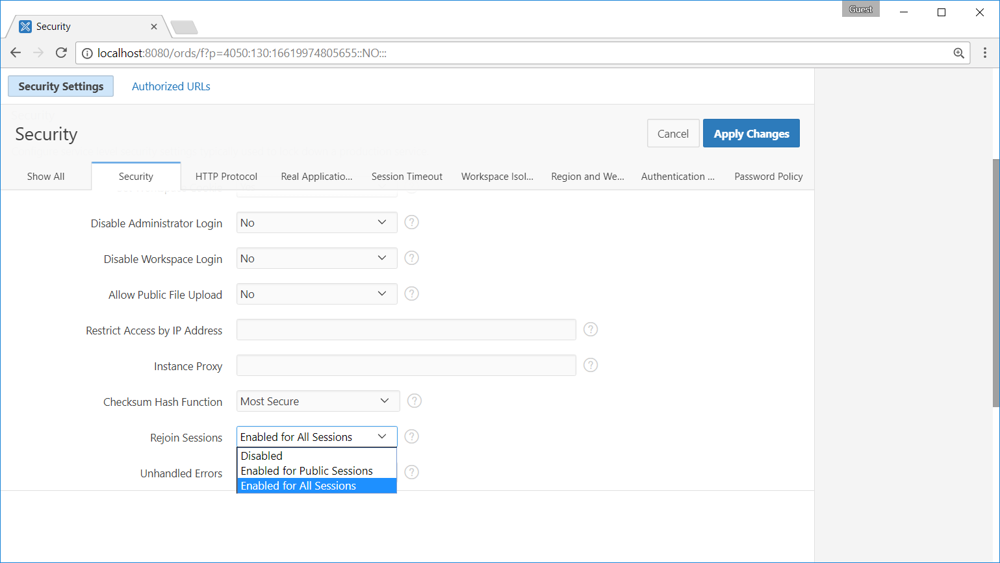 Guest
Security
localhost:8080/ords/f?p=4050:130:16619974805655::NO:::
Security Settings Authorized URLs
Security
Cancel Apply Changes
Show All Security HTTP Protocol Real Applicatio... Session Timeout Workspace Isol... Region and We... Authentication ... Password Policy
Disable Administrator Login No ?
Disable Workspace Login No ?
Allow Public File Upload No ?
Restrict Access by IP Address ?
Instance Proxy ?
Checksum Hash Function Most Secure ?
Rejoin Sessions Enabled for All Sessions ?
Disabled
Enabled for Public Sessions
Unhandled Errors ?
Enabled for All Sessions